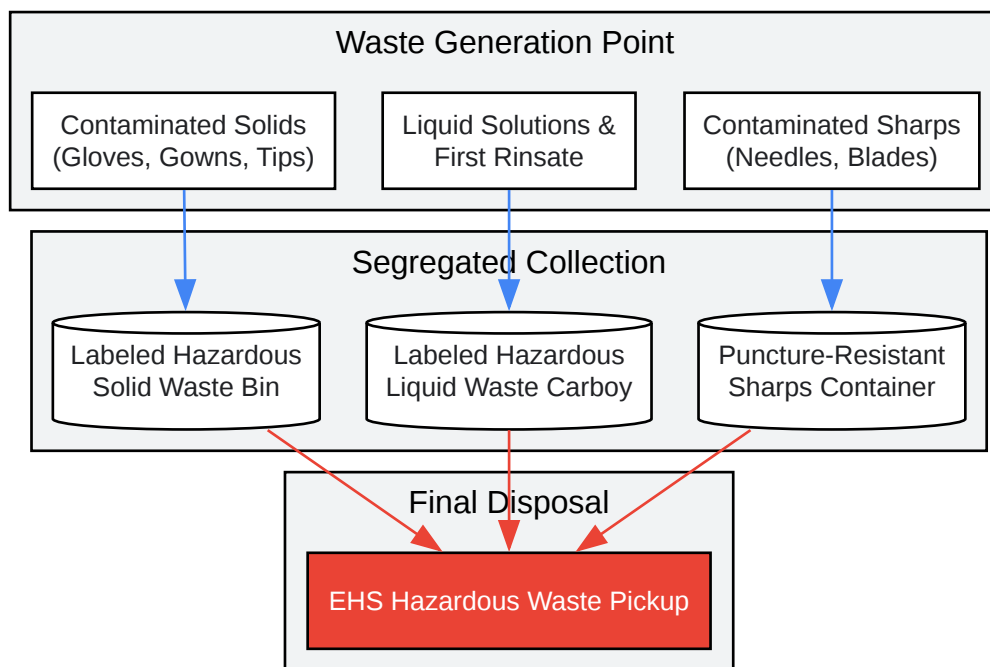 Waste Generation Point
Contaminated Solids
(Gloves, Gowns, Tips)
Liquid Solutions &
First Rinsate
Contaminated Sharps
(Needles, Blades)
Segregated Collection
Labeled Hazardous
Solid Waste Bin
Labeled Hazardous
Liquid Waste Carboy
Puncture-Resistant
Sharps Container
Final Disposal
EHS Hazardous Waste Pickup